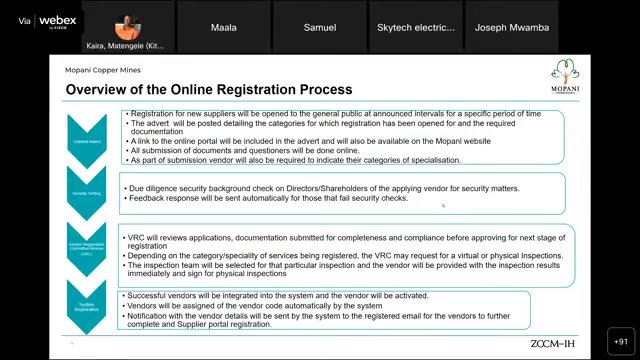 Via webex
by CISCO
Kaira, Matengele (Kit...
Maala
Samuel
Skytech electric...
Joseph Mwamba
Mopani Copper Mines
MOPANI
Overview of the Online Registration Process
External Advert
• Registration for new suppliers will be opened to the general public at announced intervals for a specific period of time
• The advert will be posted detailing the categories for which registration has been opened for and the required
documentation
• A link to the online portal will be included in the advert and will also be available on the Mopani website
• All submission of documents and questioners will be done online.
• As part of submission vendor will also be required to indicate their categories of specialisation.
Security Vetting
• Due diligence security background check on Directors/Shareholders of the applying vendor for security matters.
• Feedback response will be sent automatically for those that fail security checks.
Vendor Registration
Committee Review
(VRC)
• VRC will reviews applications, documentation submitted for completeness and compliance before approving for next stage of
registration
• Depending on the category/speciality of services being registered, the VRC may request for a virtual or physical Inspections.
• The inspection team will be selected for that particular inspection and the vendor will be provided with the inspection results
immediately and sign for physical inspections
System
Registration
• Successful vendors will be integrated into the system and the vendor will be activated.
• Vendors will be assigned of the vendor code automatically by the system
• Notification with the vendor details will be sent by the system to the registered email for the vendors to further
complete and Supplier portal registration.
ZCCM-IH
+91